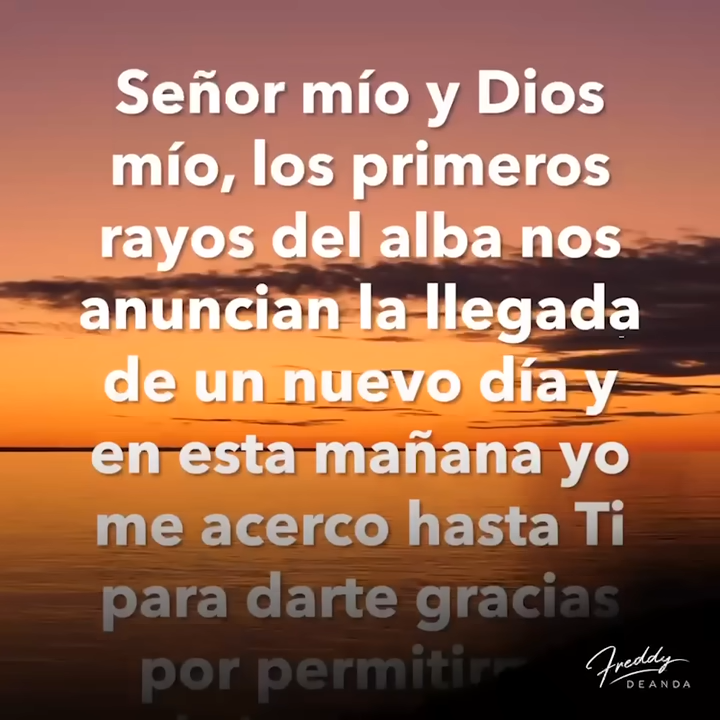 Señor mío y Dios
mío, los primeros
rayos del alba nos
anuncian la llegada
de un nuevo día y
en esta mañana yo
me acerco hasta Ti
para darte gracias
por
Freddy
DEANDA